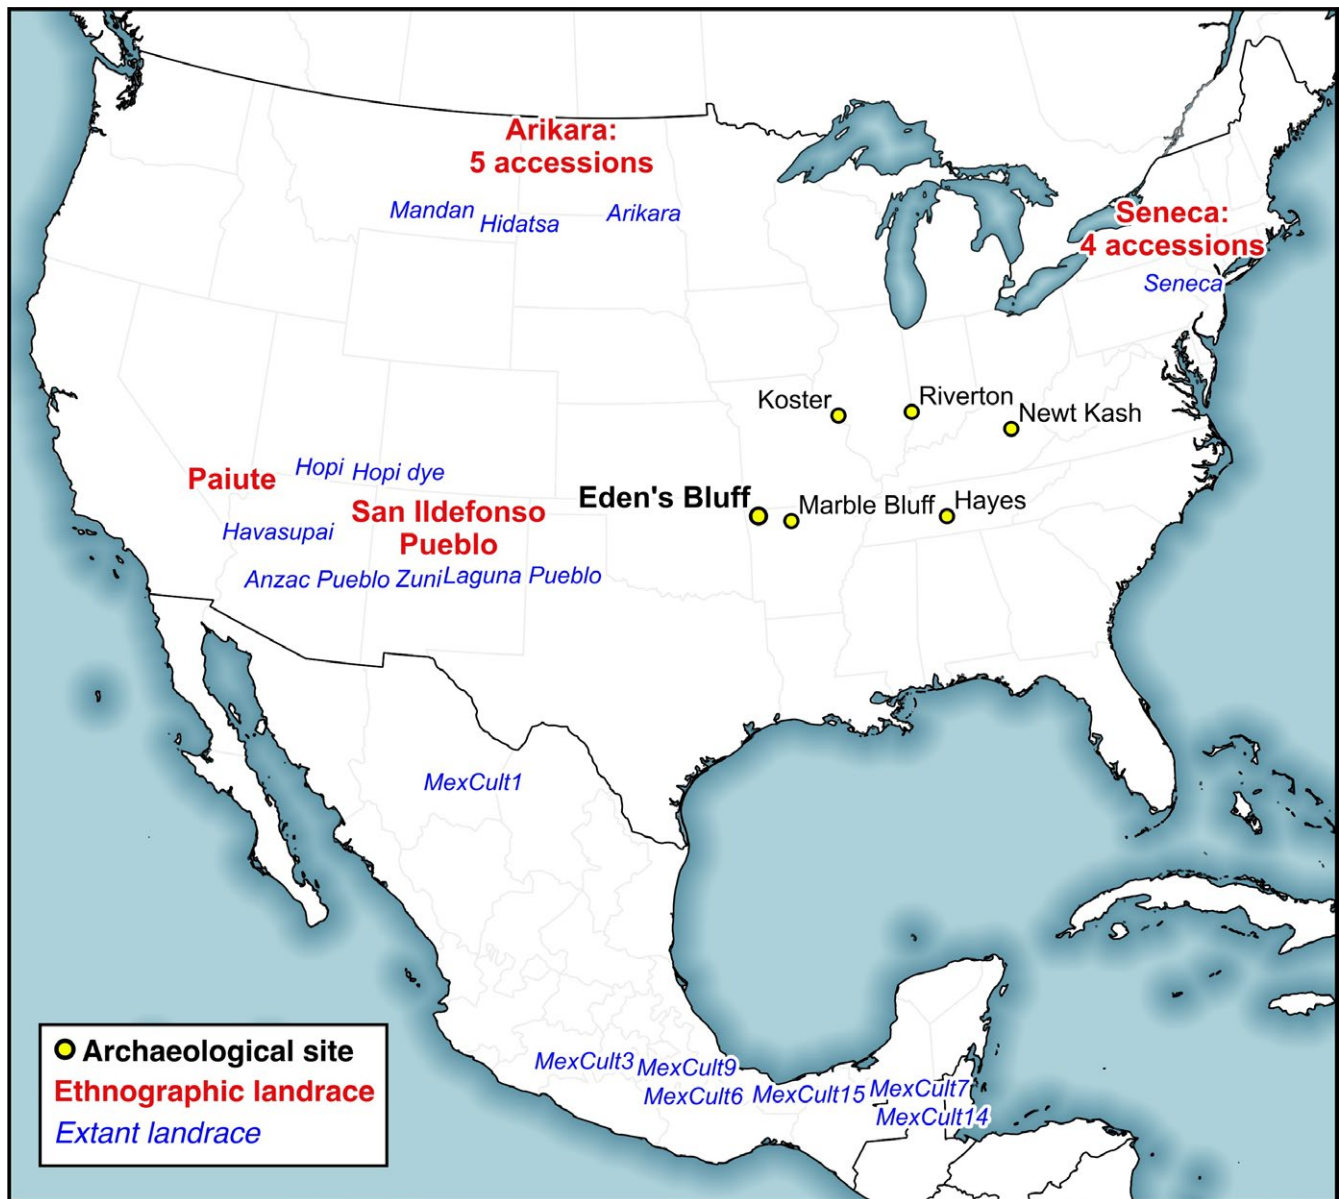 Arikara:
5 accessions
Mandan
Hidatsa
Arikara
Seneca:
4 accessions
Seneca
Koster
Riverton
Newt Kash
Hopi
Hopi dye
Paiute
Eden's Bluff
Marble Bluff
Hayes
San Ildefonso
Pueblo
Havasupai
Anzac Pueblo
Zuni
Laguna Pueblo
MexCult1
MexCult3
MexCult9
MexCult6
MexCult15
MexCult7
MexCult14
Archaeological site
Ethnographic landrace
Extant landrace